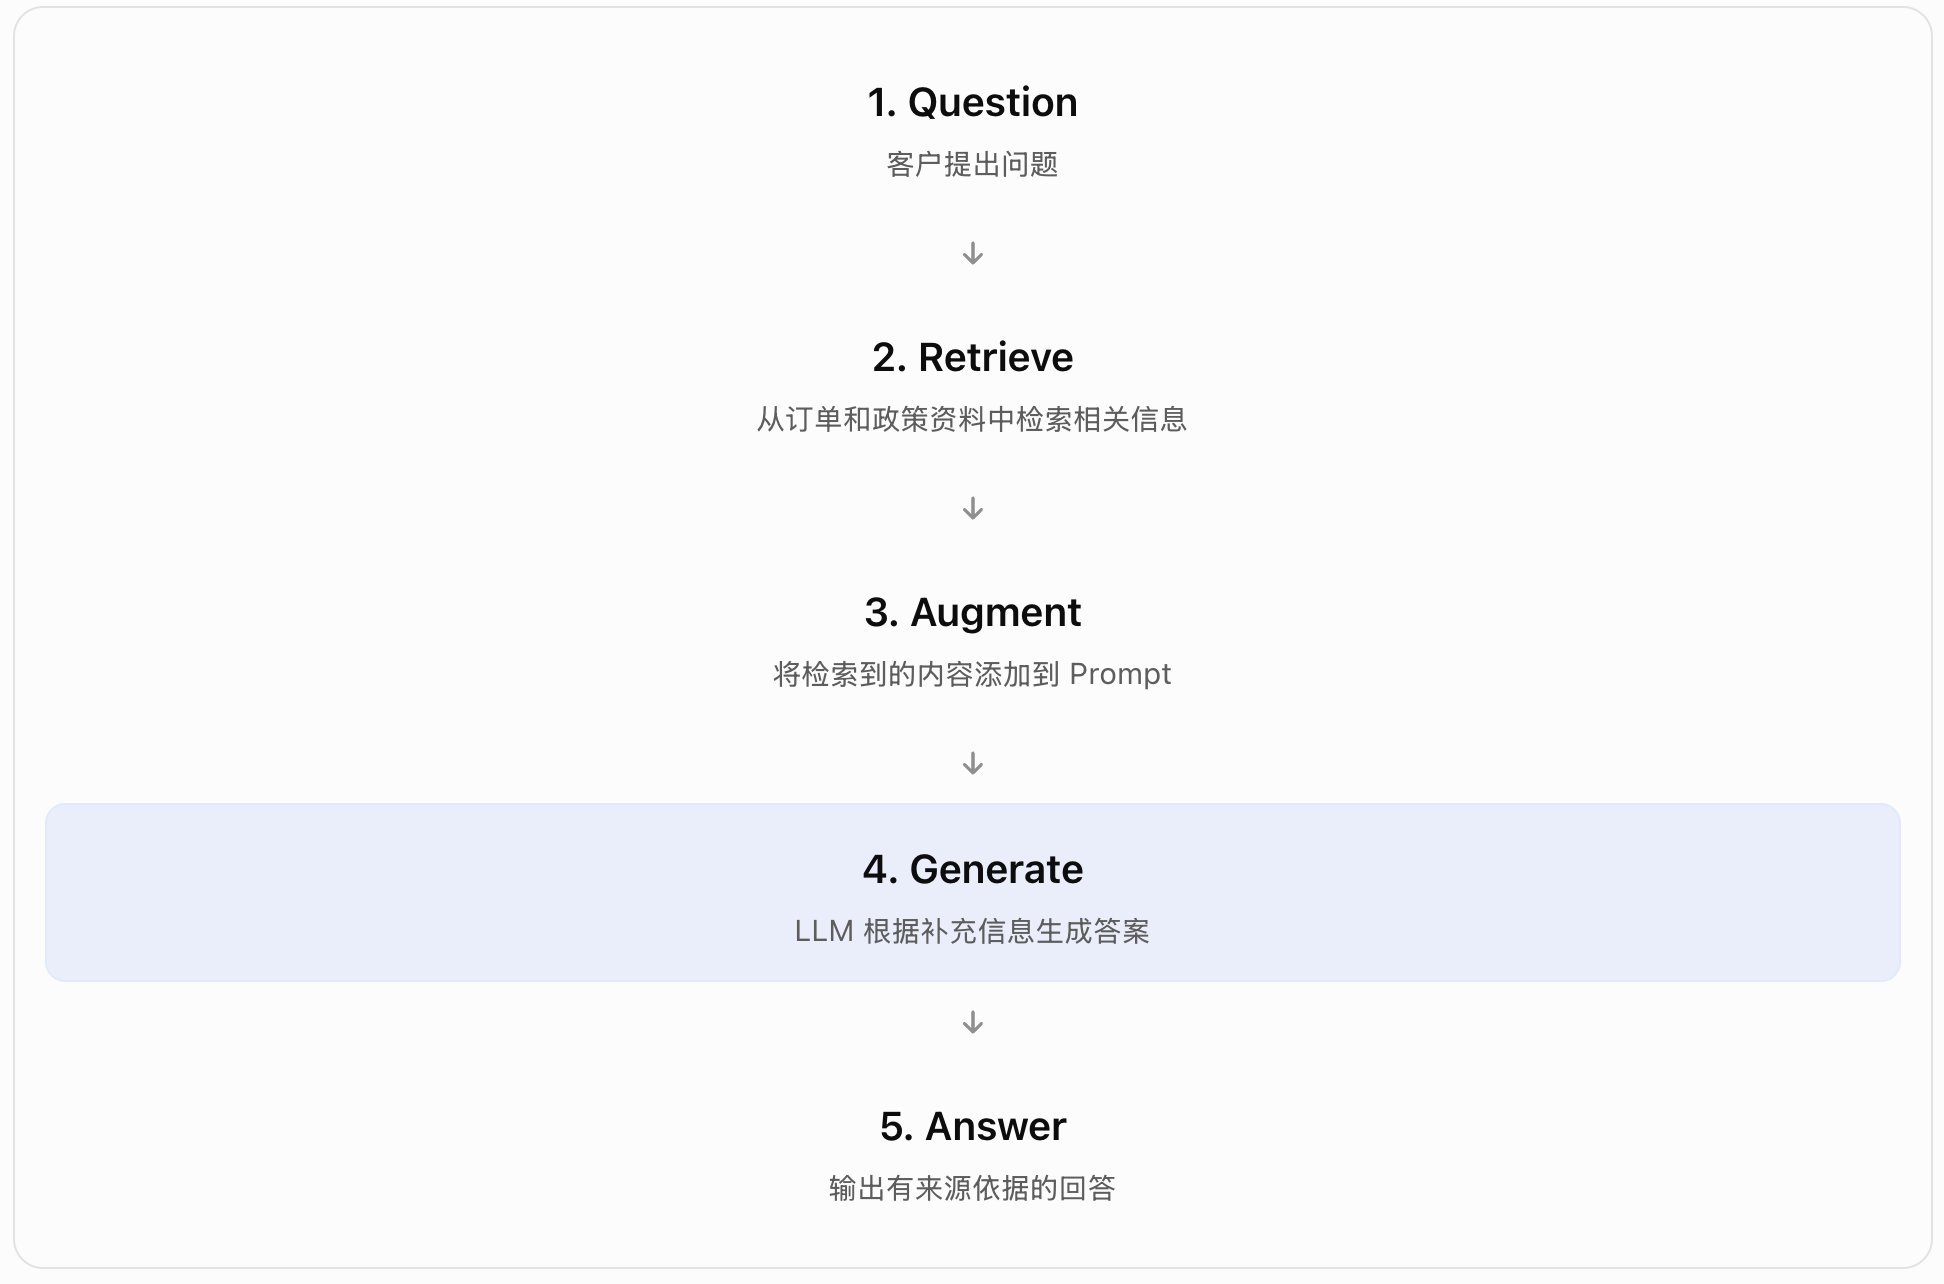 1. Question
客户提出问题
↓
2. Retrieve
从订单和政策资料中检索相关信息
↓
3. Augment
将检索到的内容添加到 Prompt
↓
4. Generate
LLM 根据补充信息生成答案
↓
5. Answer
输出有来源依据的回答